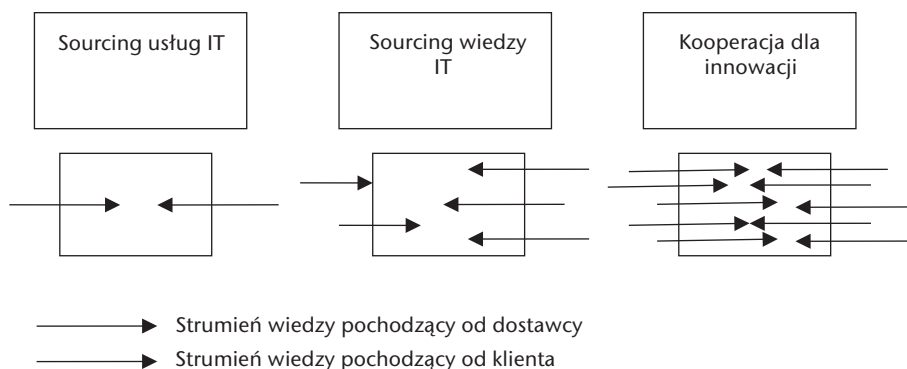 Sourcing usług IT
Sourcing wiedzy
IT
Kooperacja dla
innowacji
Strumień wiedzy pochodzący od dostawcy
Strumień wiedzy pochodzący od klienta